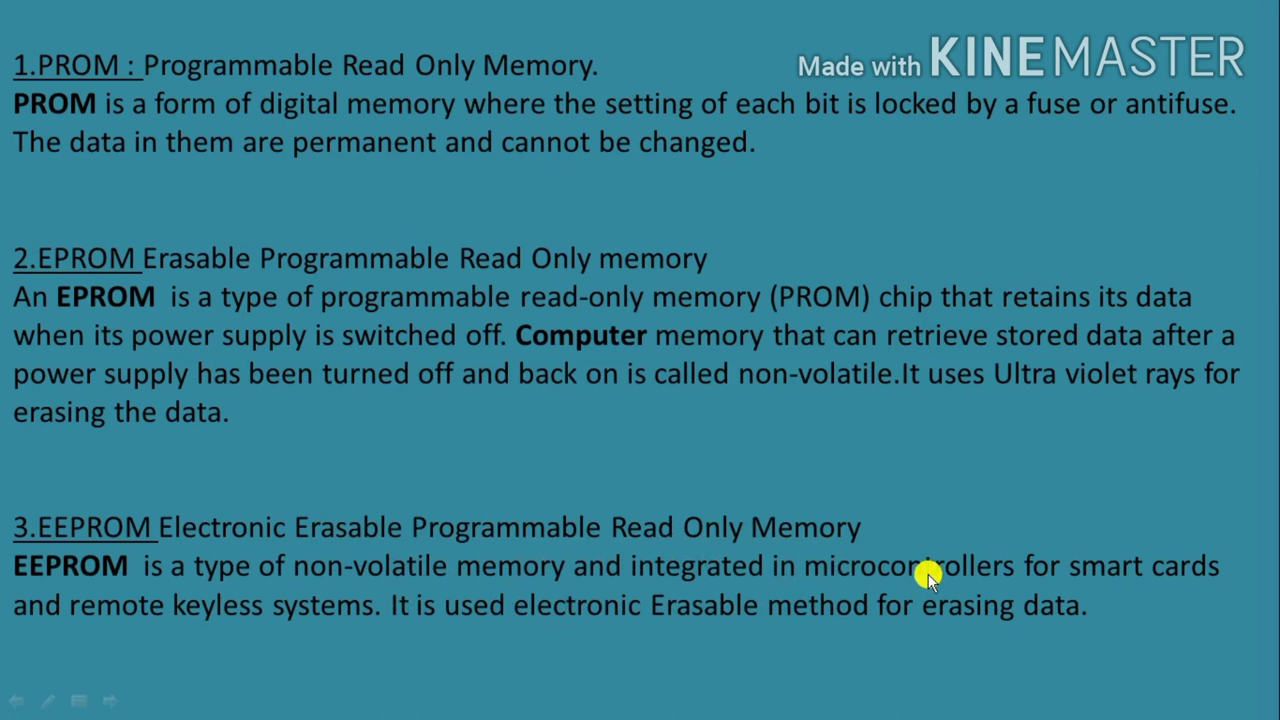 Made with KINEMASTER
1.PROM : Programmable Read Only Memory.
PROM is a form of digital memory where the setting of each bit is locked by a fuse or antifuse.
The data in them are permanent and cannot be changed.
2.EPROM Erasable Programmable Read Only memory
An EPROM is a type of programmable read-only memory (PROM) chip that retains its data
when its power supply is switched off. Computer memory that can retrieve stored data after a
power supply has been turned off and back on is called non-volatile.It uses Ultra violet rays for
erasing the data.
3.EEPROM Electronic Erasable Programmable Read Only Memory
EEPROM is a type of non-volatile memory and integrated in microcontrollers for smart cards
and remote keyless systems. It is used electronic Erasable method for erasing data.